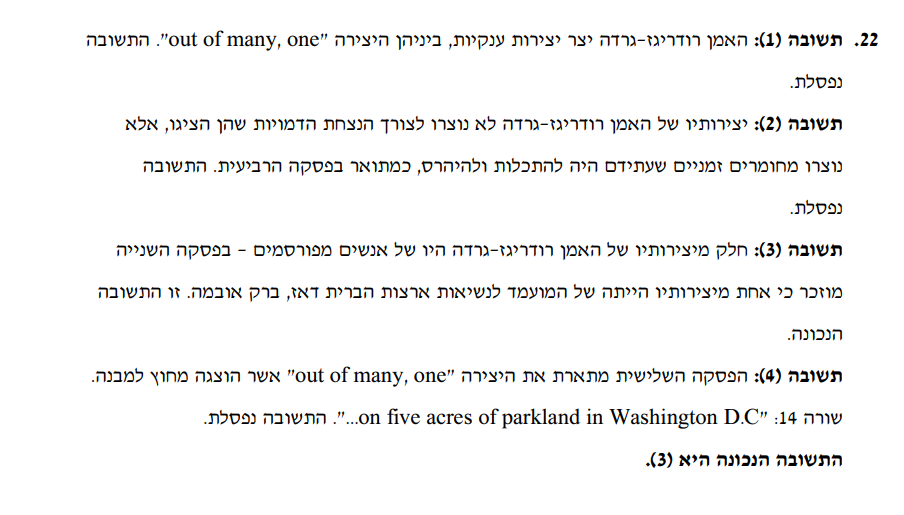 22. תשובה (1): האמן רודריגז-גרדה יצר יצירות ענקיות, ביניהן היצירה "out of many, one". התשובה
נפסלת.
תשובה (2): יצירותיו של האמן רודריגז-גרדה לא נוצרו לצורך הנצחת הדמויות שהן הציגו, אלא
נוצרו מחומרים זמניים שעתידם היה להתכלות ולהיהרס, כמתואר בפסקה הרביעית. התשובה
נפסלת.
תשובה (3): חלק מיצירותיו של האמן רודריגז-גרדה היו של אנשים מפורסמים - בפסקה השנייה
מוזכר כי אחת מיצירותיו הייתה של המועמד לנשיאות ארצות הברית דאז, ברק אובמה. זו התשובה
הנכונה.
תשובה (4): הפסקה השלישית מתארת את היצירה "out of many, one" אשר הוצגה מחוץ למבנה.
שורה 14: "on five acres of parkland in Washington D.C...". התשובה נפסלת.
התשובה הנכונה היא (3).